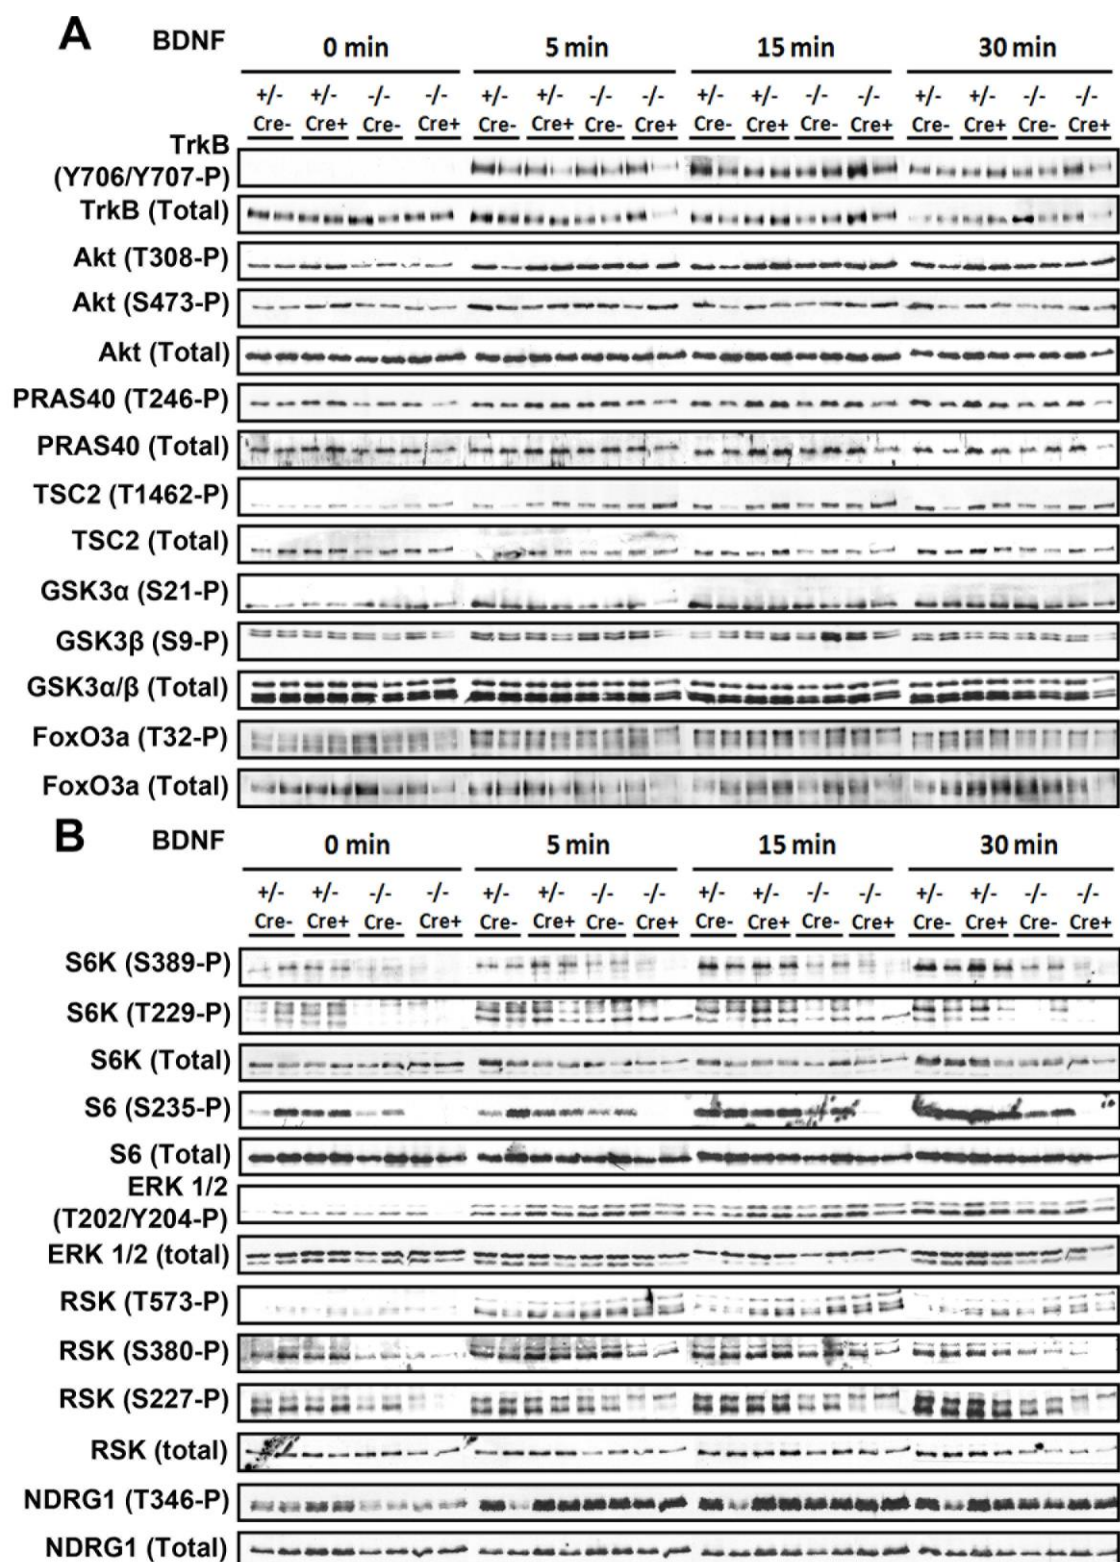 A BDNF 0 min 5 min 15 min 30 min
+/- +/- -/- -/- +/- +/- -/- -/- +/- +/- -/- -/- +/- +/- -/- -/-
Cre- Cre+ Cre- Cre+ Cre- Cre+ Cre- Cre+ Cre- Cre+ Cre- Cre+ Cre- Cre+ Cre- Cre+
TrkB
(Y706/Y707-P)
TrkB (Total)
Akt (T308-P)
Akt (S473-P)
Akt (Total)
PRAS40 (T246-P)
PRAS40 (Total)
TSC2 (T1462-P)
TSC2 (Total)
GSK3α (S21-P)
GSK3β (S9-P)
GSK3α/β (Total)
FoxO3a (T32-P)
FoxO3a (Total)
B BDNF 0 min 5 min 15 min 30 min
+/- +/- -/- -/- +/- +/- -/- -/- +/- +/- -/- -/- +/- +/- -/- -/-
Cre- Cre+ Cre- Cre+ Cre- Cre+ Cre- Cre+ Cre- Cre+ Cre- Cre+ Cre- Cre+ Cre- Cre+
S6K (S389-P)
S6K (T229-P)
S6K (Total)
S6 (S235-P)
S6 (Total)
ERK 1/2
(T202/Y204-P)
ERK 1/2 (total)
RSK (T573-P)
RSK (S380-P)
RSK (S227-P)
RSK (total)
NDRG1 (T346-P)
NDRG1 (Total)